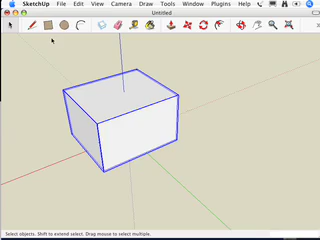 SketchUp File Edit View Camera Draw Tools Window Plugins Help
Untitled
Select objects. Shift to extend select. Drag mouse to select multiple.